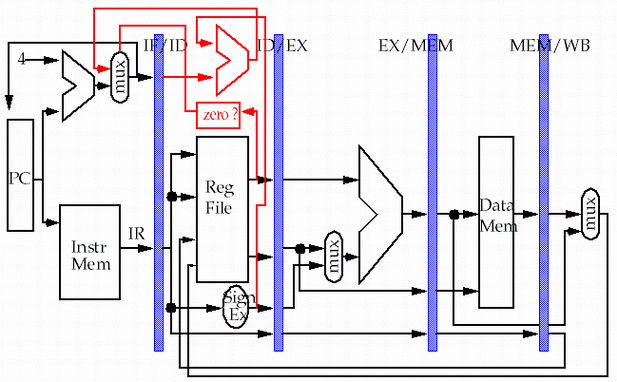 IF/ID
ID/EX
EX/MEM
MEM/WB
4
mux
zero ?
PC
Reg
File
Data
Mem
mux
IR
Instr
Mem
mux
Sign
Ex